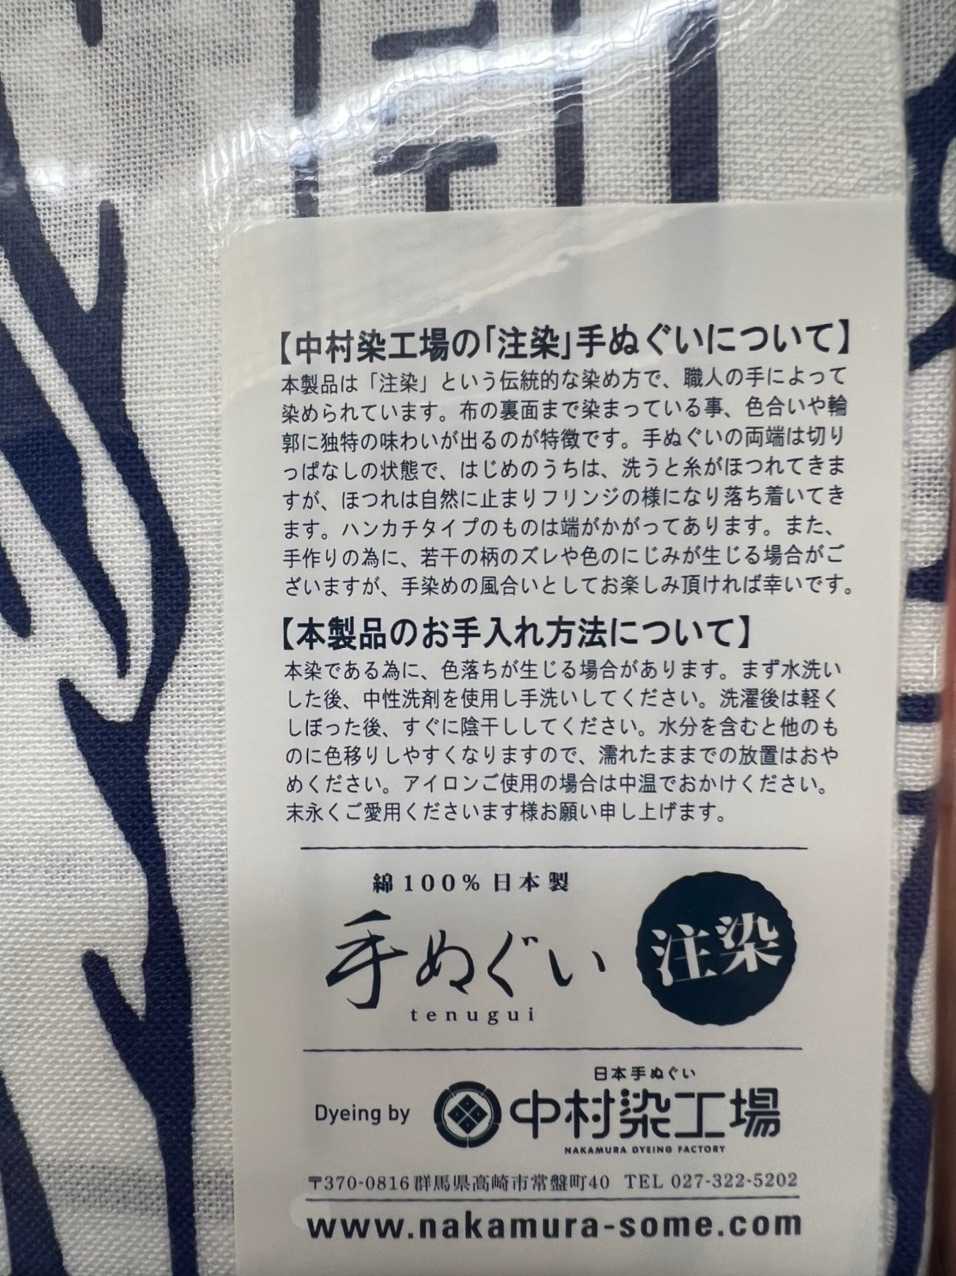 【中村染工場の「注染」手ぬぐいについて】
本製品は「注染」という伝統的な染め方で、職人の手によって
染められています。布の裏面まで染まっている事、色合いや輪
郭に独特の味わいが出るのが特徴です。手ぬぐいの両端は切り
っぱなしの状態で、はじめのうちは、洗うと糸がほつれてきま
すが、ほつれは自然に止まりフリンジの様になり落ち着いてき
ます。ハンカチタイプのものは端がかがってあります。また、
手作りの為に、若干の柄のズレや色のにじみが生じる場合がご
ざいますが、手染めの風合いとしてお楽しみ頂ければ幸いです。
【本製品のお手入れ方法について】
本染である為に、色落ちが生じる場合があります。まず水洗い
した後、中性洗剤を使用し手洗いしてください。洗濯後は軽く
しぼった後、すぐに陰干ししてください。水分を含むと他のも
のに色移りしやすくなりますので、濡れたままでの放置はおや
めください。アイロンご使用の場合は中温でおかけください。
末永くご愛用くださいます様お願い申し上げます。
綿100%日本製
手ぬぐい
tenugui
注染
日本手ぬぐい
Dyeing by 中村染工場
NAKAMURA DYEING FACTORY
〒370-0816 群馬県高崎市常盤町40 TEL 027-322-5202
www.nakamura-some.com